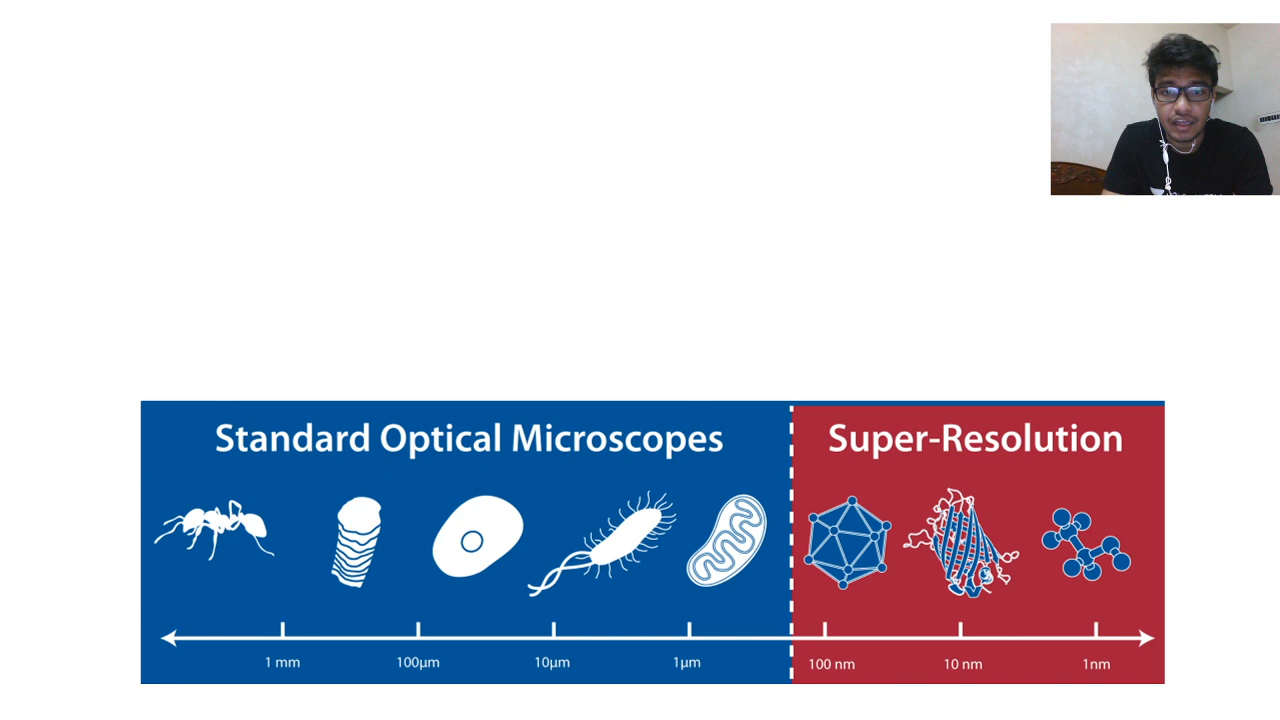 Standard Optical Microscopes
Super-Resolution
1 mm
100µm
10µm
1µm
100 nm
10 nm
1nm